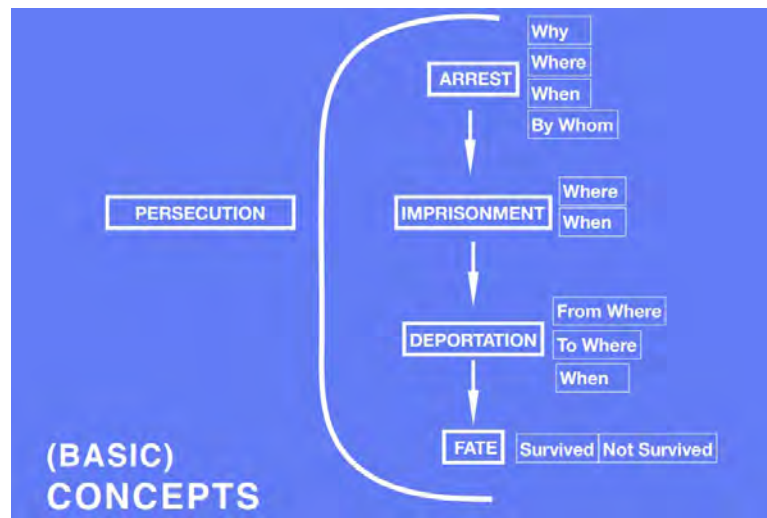 Why
Where
ARREST
When
By Whom
PERSECUTION
IMPRISONMENT
Where
When
From Where
DEPORTATION
To Where
When
FATE
Survived Not Survived
(BASIC)
CONCEPTS